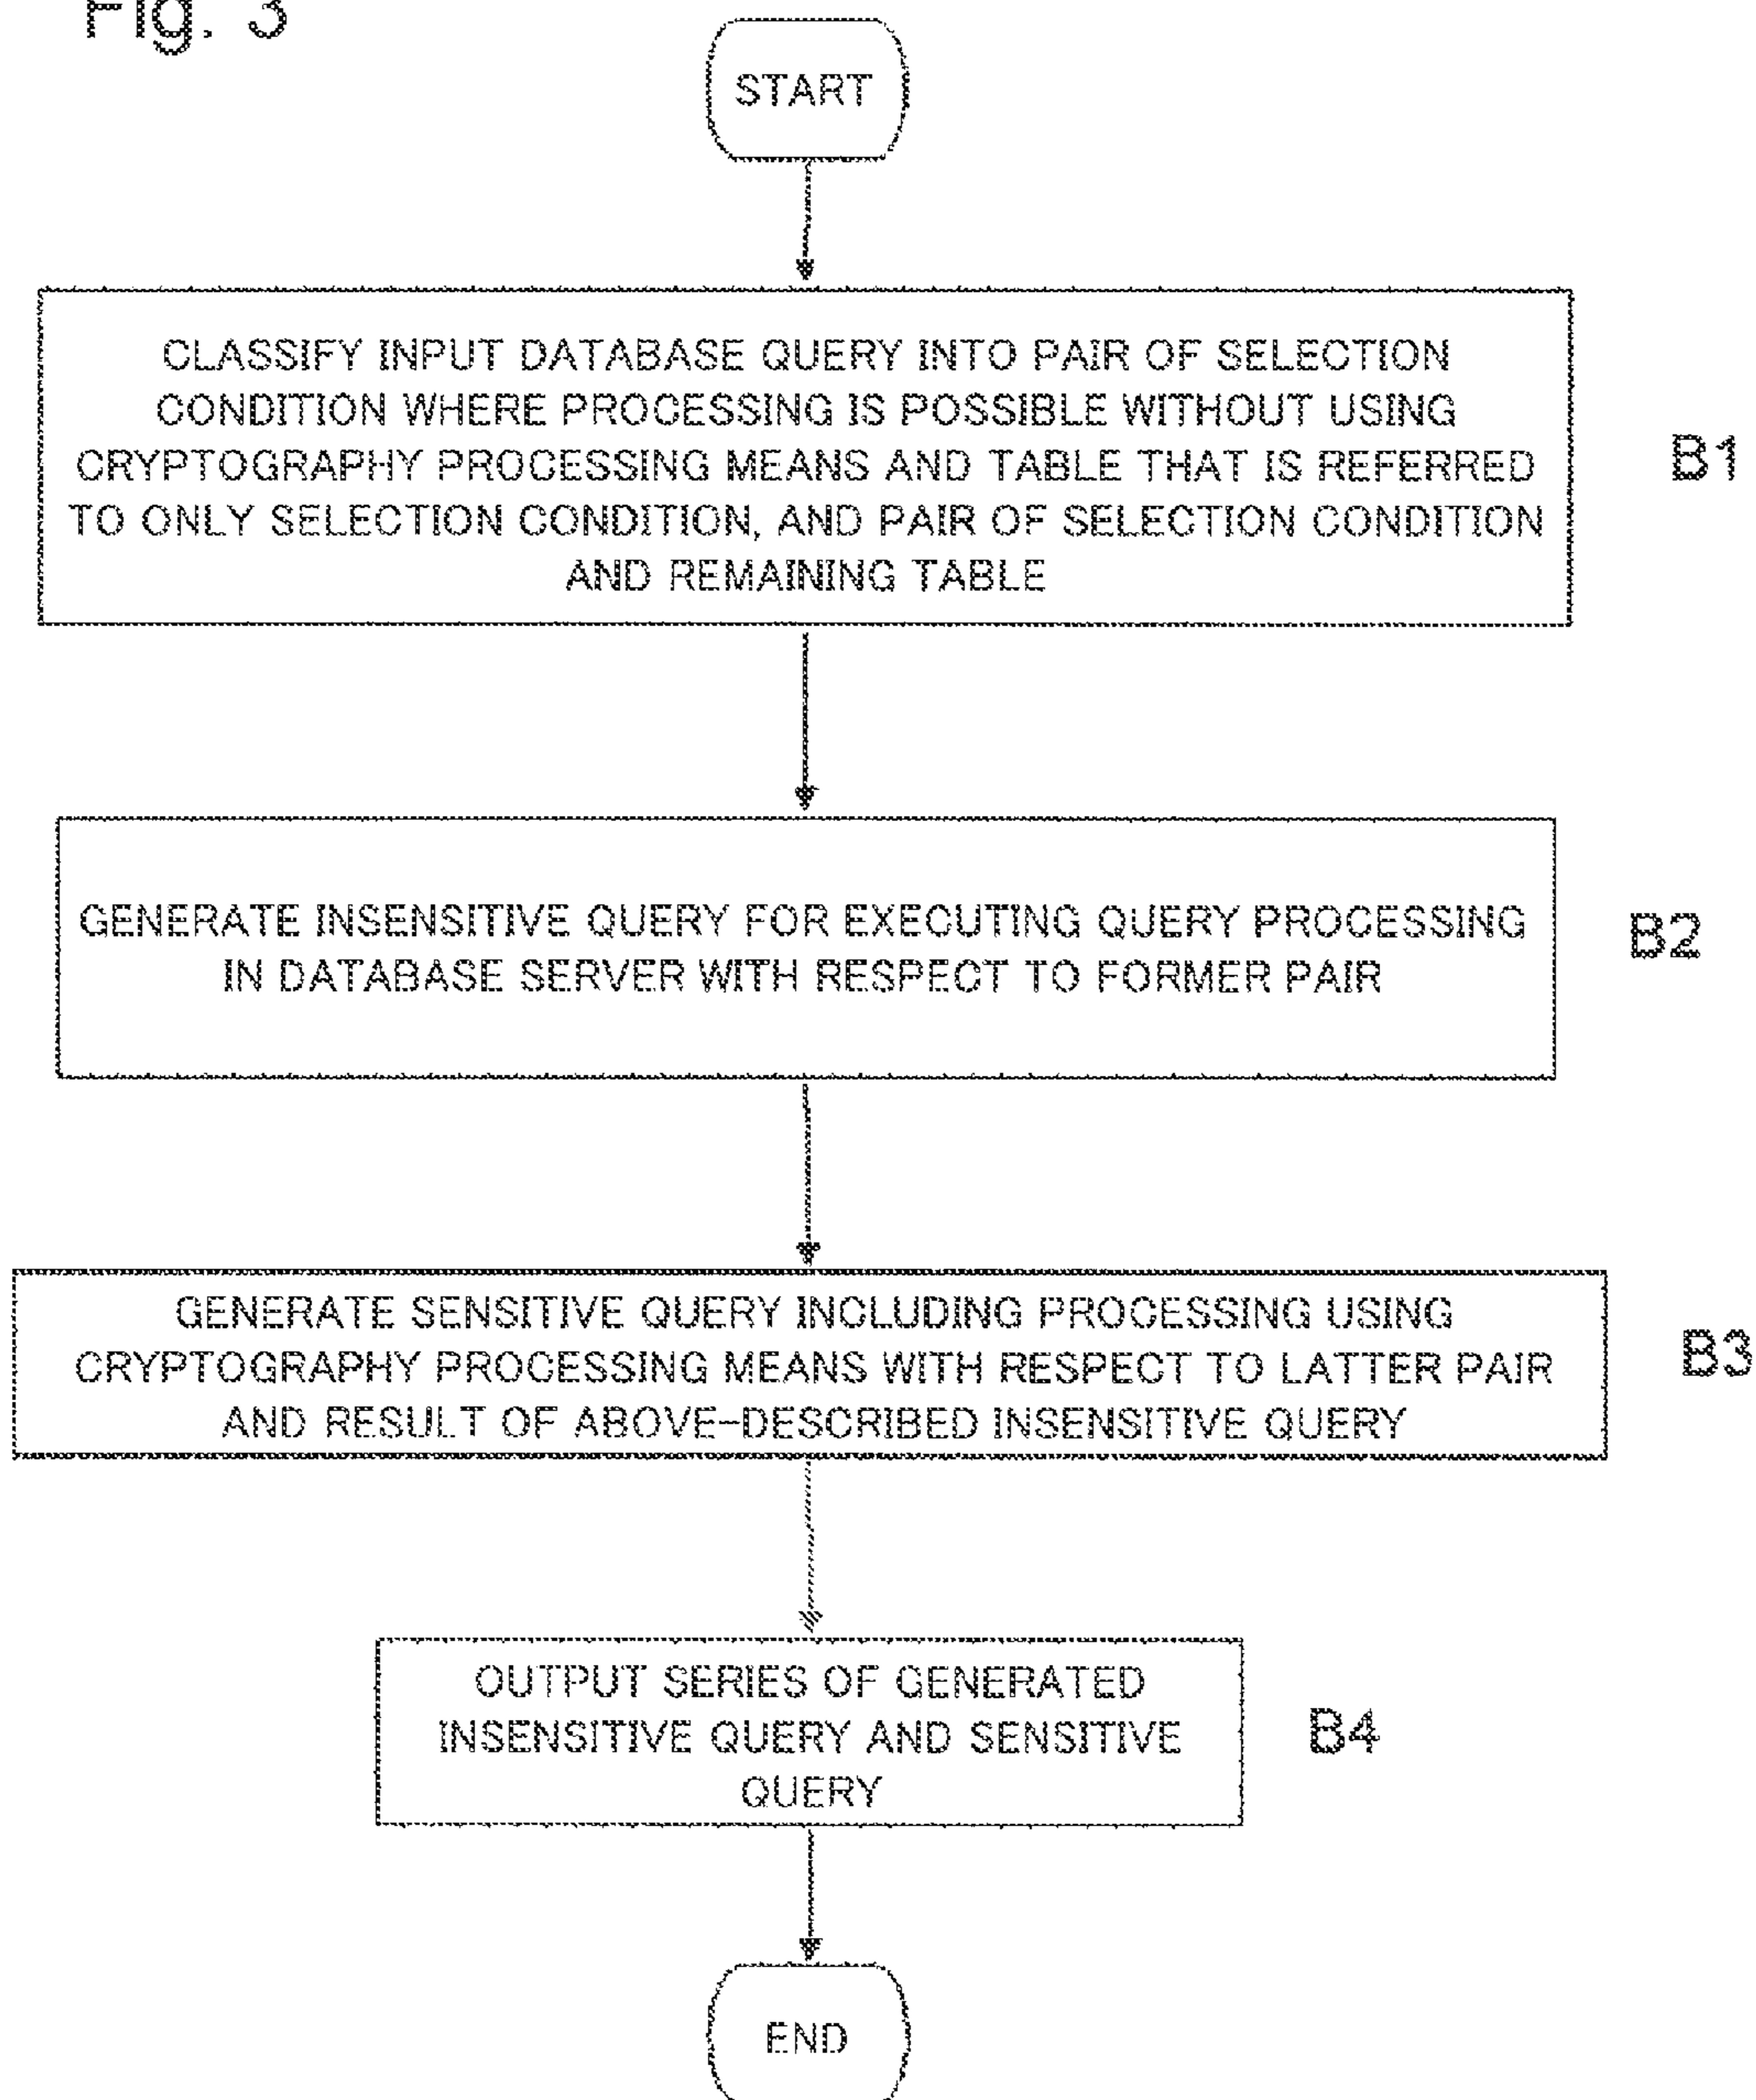 Fig. 3
START
CLASSIFY INPUT DATABASE QUERY INTO PAIR OF SELECTION
CONDITION WHERE PROCESSING IS POSSIBLE WITHOUT USING
CRYPTOGRAPHY PROCESSING MEANS AND TABLE THAT IS REFERRED
TO ONLY SELECTION CONDITION, AND PAIR OF SELECTION CONDITION
AND REMAINING TABLE
B1
GENERATE INSENSITIVE QUERY FOR EXECUTING QUERY PROCESSING
IN DATABASE SERVER WITH RESPECT TO FORMER PAIR
B2
GENERATE SENSITIVE QUERY INCLUDING PROCESSING USING
CRYPTOGRAPHY PROCESSING MEANS WITH RESPECT TO LATTER PAIR
AND RESULT OF ABOVE-DESCRIBED INSENSITIVE QUERY
B3
OUTPUT SERIES OF GENERATED
INSENSITIVE QUERY AND SENSITIVE
QUERY
B4
END